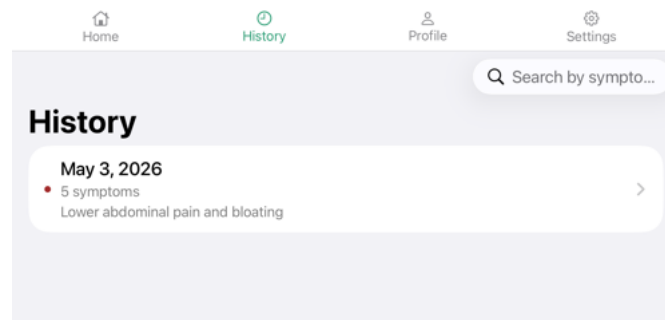 Home
History
Profile
Settings
Search by sympto...
History
May 3, 2026
5 symptoms
Lower abdominal pain and bloating